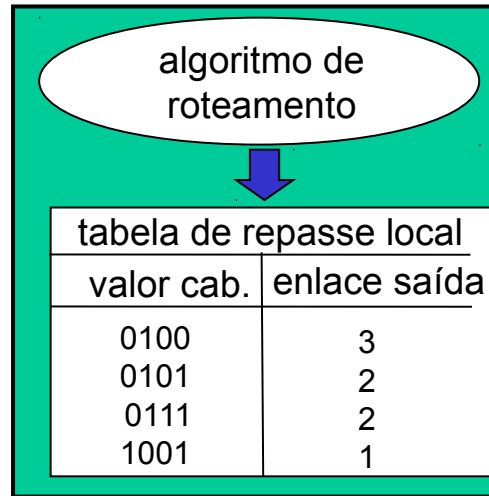 algoritmo de
roteamento
tabela de repasse local
valor cab. enlace saída
0100 3
0101 2
0111 2
1001 1